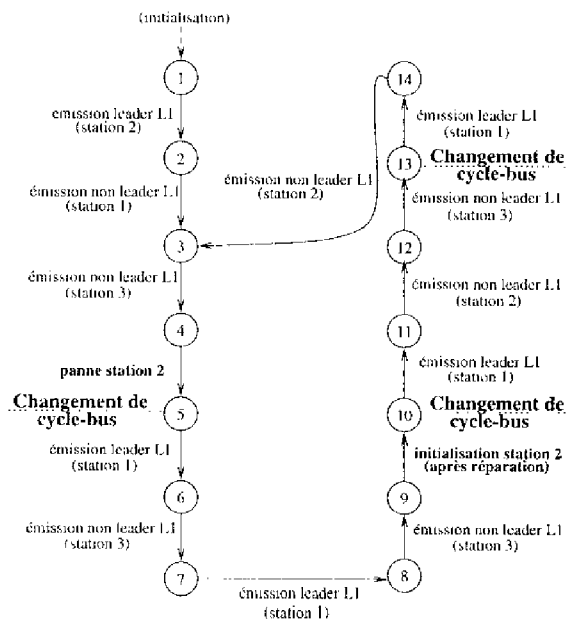 (initialisation)
1
émission leader L1
(station 2)
2
émission non leader L1
(station 1)
3
émission non leader L1
(station 3)
4
panne station 2
Changement de
5
cycle-bus
émission leader L1
(station 1)
6
émission non leader L1
(station 3)
7
émission leader L1
(station 1)
8
émission non leader L1
(station 3)
9
initialisation station 2
(après réparation)
10
Changement de
cycle-bus
émission leader L1
(station 1)
11
émission non leader L1
(station 2)
12
émission non leader L1
(station 3)
13
Changement de
cycle-bus
émission leader L1
(station 1)
14
émission non leader L1
(station 2)